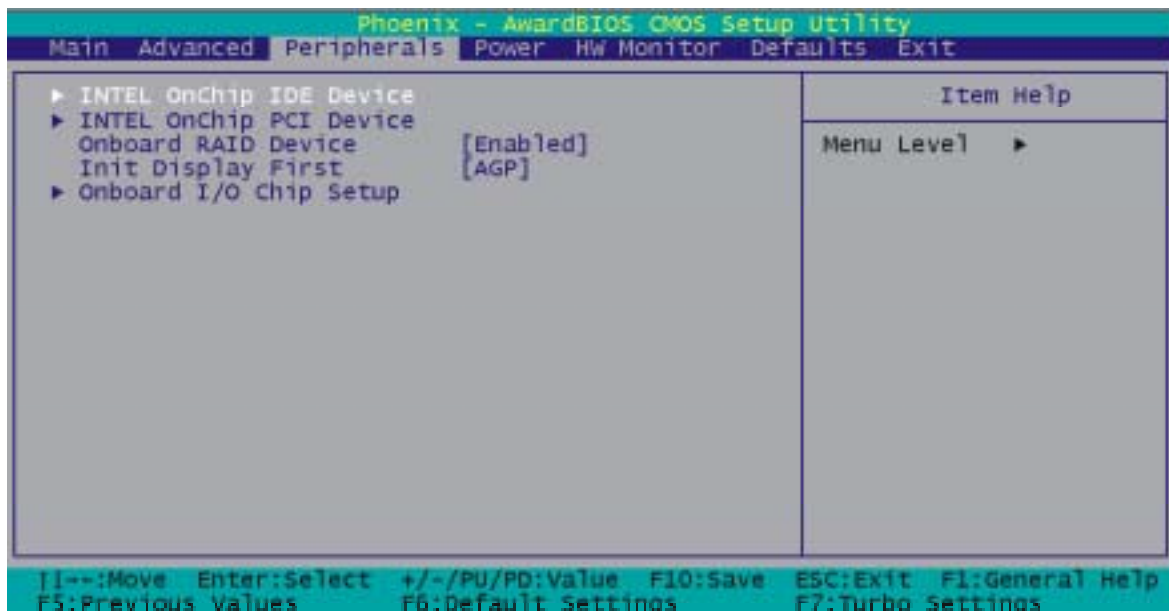 Phoenix - AwardBIOS CMOS Setup Utility
Main Advanced Peripherals Power HW Monitor Defaults Exit
▶ INTEL OnChip IDE Device
▶ INTEL OnChip PCI Device
Onboard RAID Device [Enabled]
Init Display First [AGP]
▶ Onboard I/O Chip Setup
Item Help
Menu Level ▶
:Move Enter:Select +/-/PU/PD:Value F10:Save ESC:Exit F1:General Help
F5:Previous Values F6:Default Settings F7:Turbo Settings